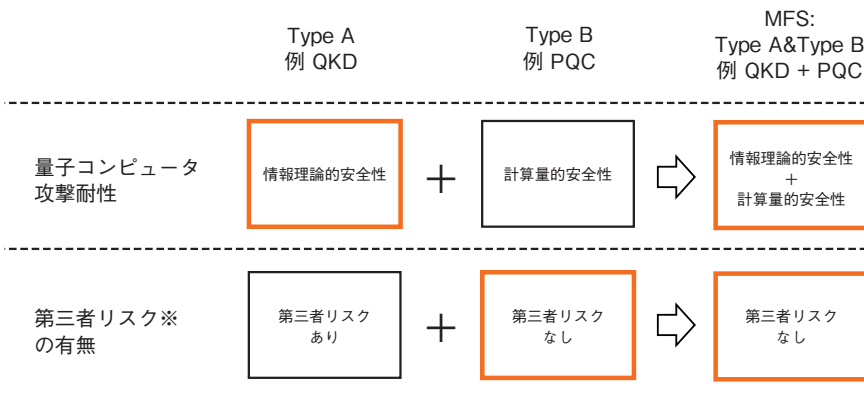 Type A
例 QKD
Type B
例 PQC
MFS:
Type A&Type B
例 QKD + PQC
量子コンピュータ
攻撃耐性
情報理論的安全性
+
計算量的安全性
情報理論的安全性
+
計算量的安全性
第三者リスク※
の有無
第三者リスク
あり
+
第三者リスク
なし
第三者リスク
なし